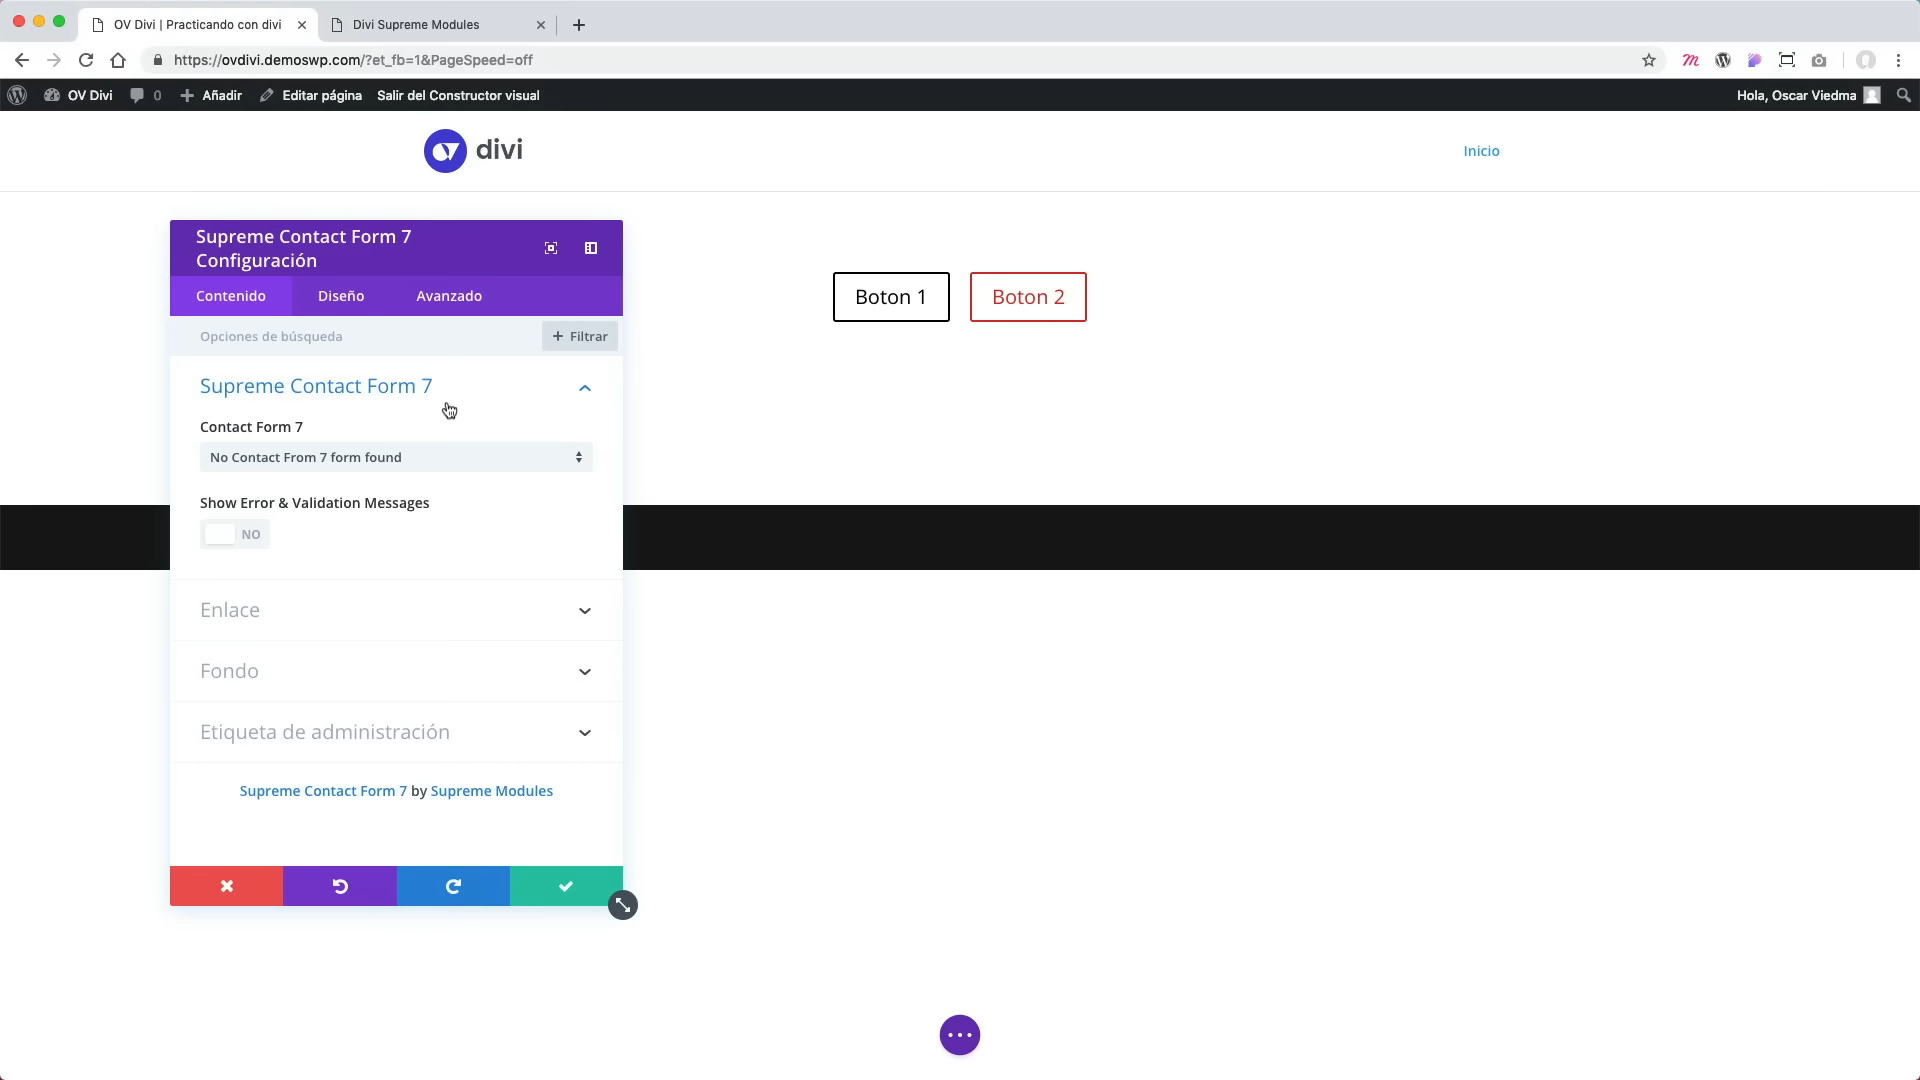 OV Divi | Practicando con divi
Divi Supreme Modules
https://ovdivi.demoswp.com/?et_fb=1&PageSpeed=off
OV Divi
0
Añadir
Editar página
Salir del Constructor visual
Hola, Oscar Viedma
divi
Inicio
Supreme Contact Form 7
Configuración
Contenido
Diseño
Avanzado
Boton 1
Boton 2
Opciones de búsqueda
+ Filtrar
Supreme Contact Form 7
Contact Form 7
No Contact From 7 form found
Show Error & Validation Messages
NO
Enlace
Fondo
Etiqueta de administración
Supreme Contact Form 7 by Supreme Modules